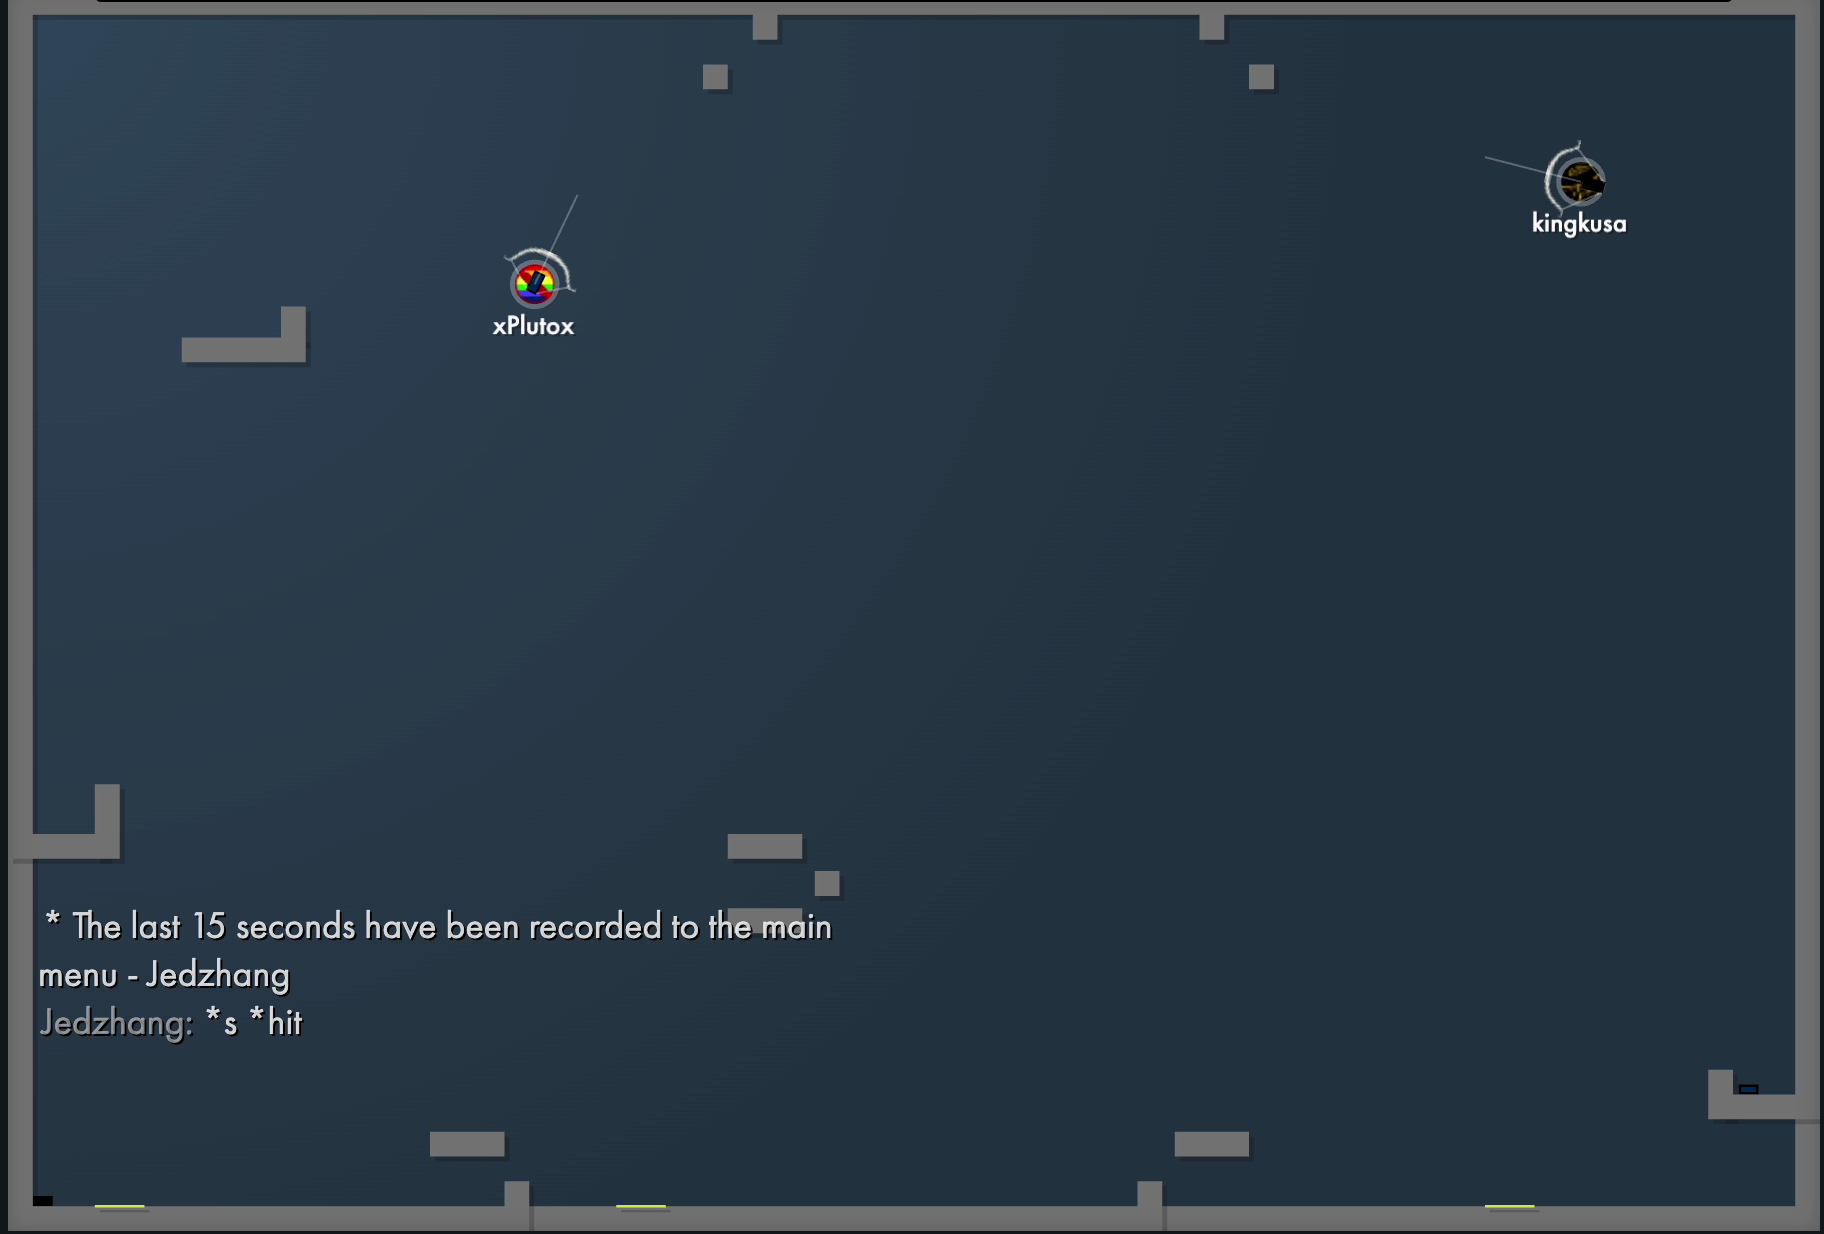 kingkusa
xPlutox
* The last 15 seconds have been recorded to the main
menu - Jedzhang
Jedzhang: *s *hit